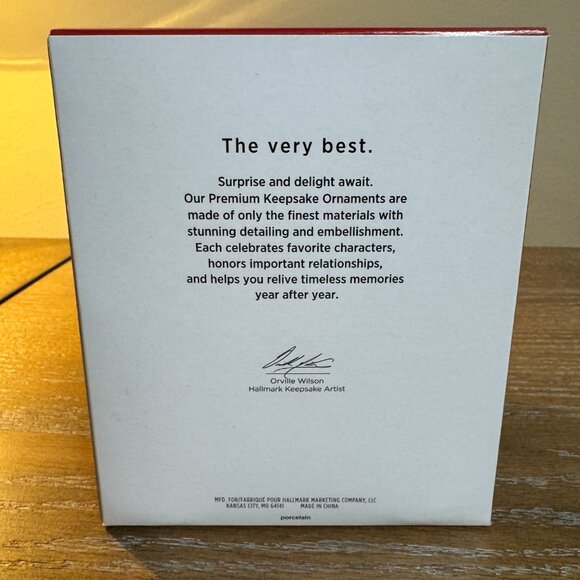 The very best.
Surprise and delight await.
Our Premium Keepsake Ornaments are
made of only the finest materials with
stunning detailing and embellishment.
Each celebrates favorite characters,
honors important relationships,
and helps you relive timeless memories
year after year.
Orville Wilson
Hallmark Keepsake Artist
MFD. FOR/FABRIQUÉ POUR HALLMARK MARKETING COMPANY, LLC
KANSAS CITY, MO 64141 MADE IN CHINA
porcelain